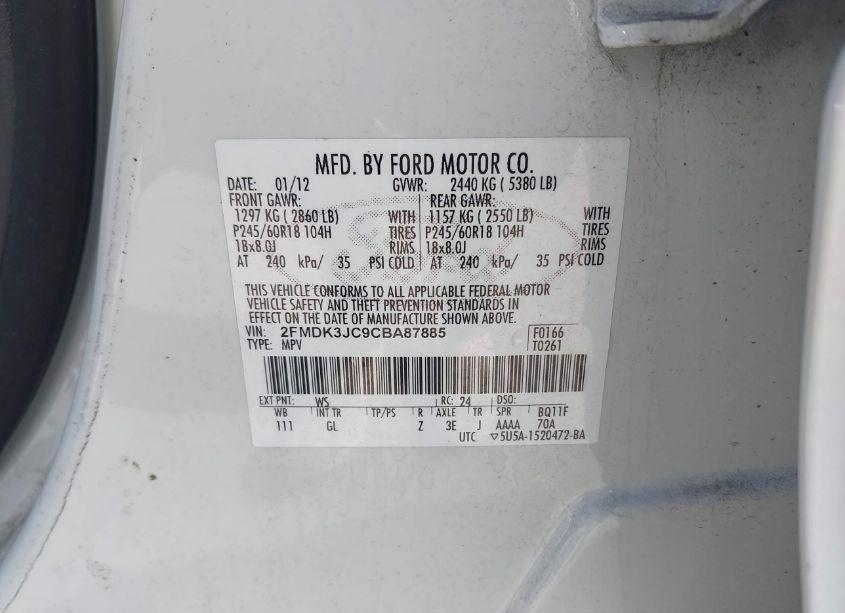 MFD. BY FORD MOTOR CO.
DATE: 01/12 GVWR: 2440 KG ( 5380 LB)
FRONT GAWR: REAR GAWR:
1297 KG ( 2860 LB) WITH 1157 KG ( 2550 LB) WITH
P245/60R18 104H TIRES P245/60R18 104H TIRES
18x8.0J RIMS 18x8.0J RIMS
AT 240 kPa/ 35 PSI COLD AT 240 kPa/ 35 PSI COLD
THIS VEHICLE CONFORMS TO ALL APPLICABLE FEDERAL MOTOR
VEHICLE SAFETY AND THEFT PREVENTION STANDARDS IN
EFFECT ON THE DATE OF MANUFACTURE SHOWN ABOVE.
VIN: 2FMDK3JC9CBA87885 F0166
TYPE: MPV T0261
EXT PNT: WS RC: 24 DSO:
WB INT TR TP/PS R AXLE TR SPR BQ11F
111 GL Z 3E J AAAA 70A
UTC ▽5U5A-1520472-BA